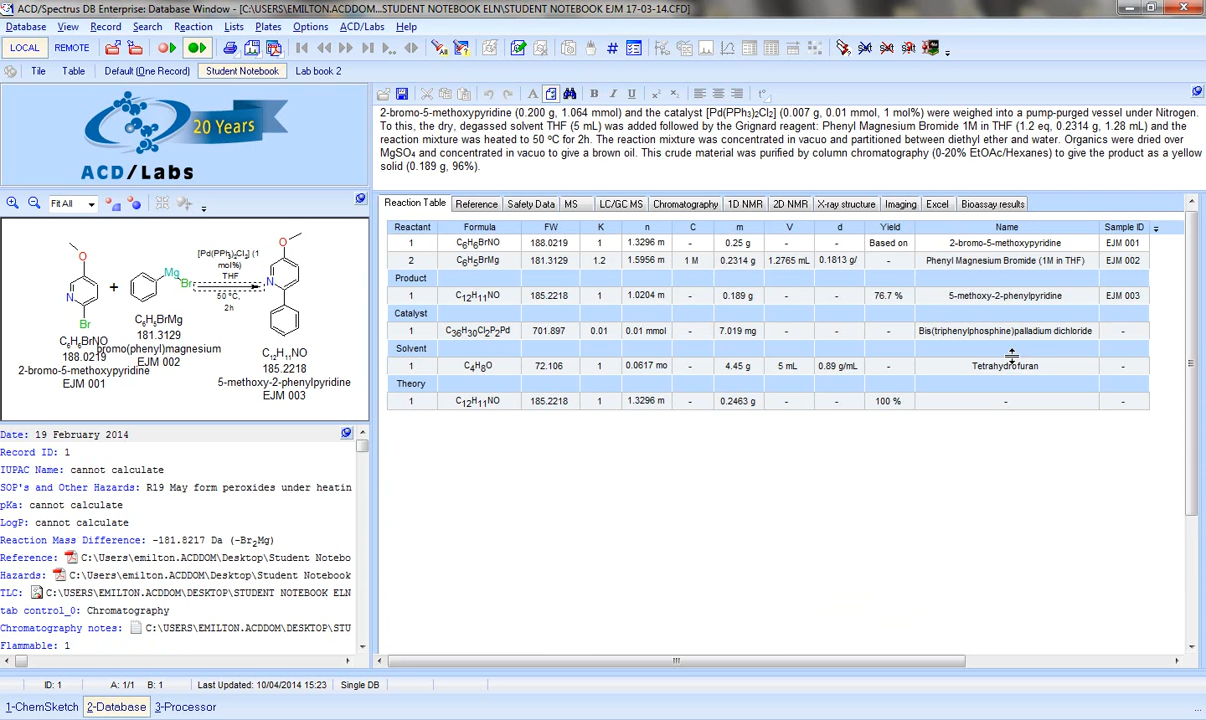 ACD/Spectrus DB Enterprise: Database Window - [C:\USERS\EMILTON.ACDDOM...STUDENT NOTEBOOK ELN\STUDENT NOTEBOOK EJM 17-03-14.CFD]
Database View Record Search Reaction Lists Plates Options ACD/Labs Help
LOCAL REMOTE
Tile Table Default (One Record) Student Notebook Lab book 2
20 Years
ACD/Labs
B I U
2-bromo-5-methoxypyridine (0.200 g, 1.064 mmol) and the catalyst [Pd(PPh₃)₂Cl₂] (0.007 g, 0.01 mmol, 1 mol%) were weighed into a pump-purged vessel under Nitrogen.
To this, the dry, degassed solvent THF (5 mL) was added followed by the Grignard reagent: Phenyl Magnesium Bromide 1M in THF (1.2 eq, 0.2314 g, 1.28 mL) and the
reaction mixture was heated to 50 ºC for 2h. The reaction mixture was concentrated in vacuo and partitioned between diethyl ether and water. Organics were dried over
MgSO₄ and concentrated in vacuo to give a brown oil. This crude material was purified by column chromatography (0-20% EtOAc/Hexanes) to give the product as a yellow
solid (0.189 g, 96%).
Fit All
Br
N
O
+
Mg
Br
[Pd(PPh₃)₂Cl₂] (1
mol%)
THF
50 °C,
2h
O
N
C₆H₆BrNO
188.0219
2-bromo-5-methoxypyridine
EJM 001
C₆H₅BrMg
181.3129
bromo(phenyl)magnesium
EJM 002
C₁₂H₁₁NO
185.2218
5-methoxy-2-phenylpyridine
EJM 003
Reaction Table Reference Safety Data MS LC/GC MS Chromatography 1D NMR 2D NMR X-ray structure Imaging Excel Bioassay results
Reactant Formula FW K n C m V d Yield Name Sample ID
1 C₆H₆BrNO 188.0219 1 1.3296 m - 0.25 g - - Based on 2-bromo-5-methoxypyridine EJM 001
2 C₆H₅BrMg 181.3129 1.2 1.5956 m 1 M 0.2314 g 1.2765 mL 0.1813 g/ - Phenyl Magnesium Bromide (1M in THF) EJM 002
Product
1 C₁₂H₁₁NO 185.2218 1 1.0204 m - 0.189 g - - 76.7 % 5-methoxy-2-phenylpyridine EJM 003
Catalyst
1 C₃₆H₃₀Cl₂P₂Pd 701.897 0.01 0.01 mmol - 7.019 mg - - - Bis(triphenylphosphine)palladium dichloride -
Solvent
1 C₄H₈O 72.106 1 0.0617 mo - 4.45 g 5 mL 0.89 g/mL - Tetrahydrofuran -
Theory
1 C₁₂H₁₁NO 185.2218 1 1.3296 m - 0.2463 g - - 100 % - -
Date: 19 February 2014
Record ID: 1
IUPAC Name: cannot calculate
SOP's and Other Hazards: R19 May form peroxides under heatin
pKa: cannot calculate
LogP: cannot calculate
Reaction Mass Difference: -181.8217 Da (-Br₂Mg)
Reference: C:\Users\emilton.ACDDOM\Desktop\Student Notebo
Hazards: C:\Users\emilton.ACDDOM\Desktop\Student Notebook
TLC: C:\USERS\EMILTON.ACDDOM\DESKTOP\STUDENT NOTEBOOK ELN
tab control_0: Chromatography
Chromatography notes: C:\USERS\EMILTON.ACDDOM\DESKTOP\STU
Flammable: 1
ID: 1 A: 1/1 B: 1 Last Updated: 10/04/2014 15:23 Single DB
1-ChemSketch 2-Database 3-Processor